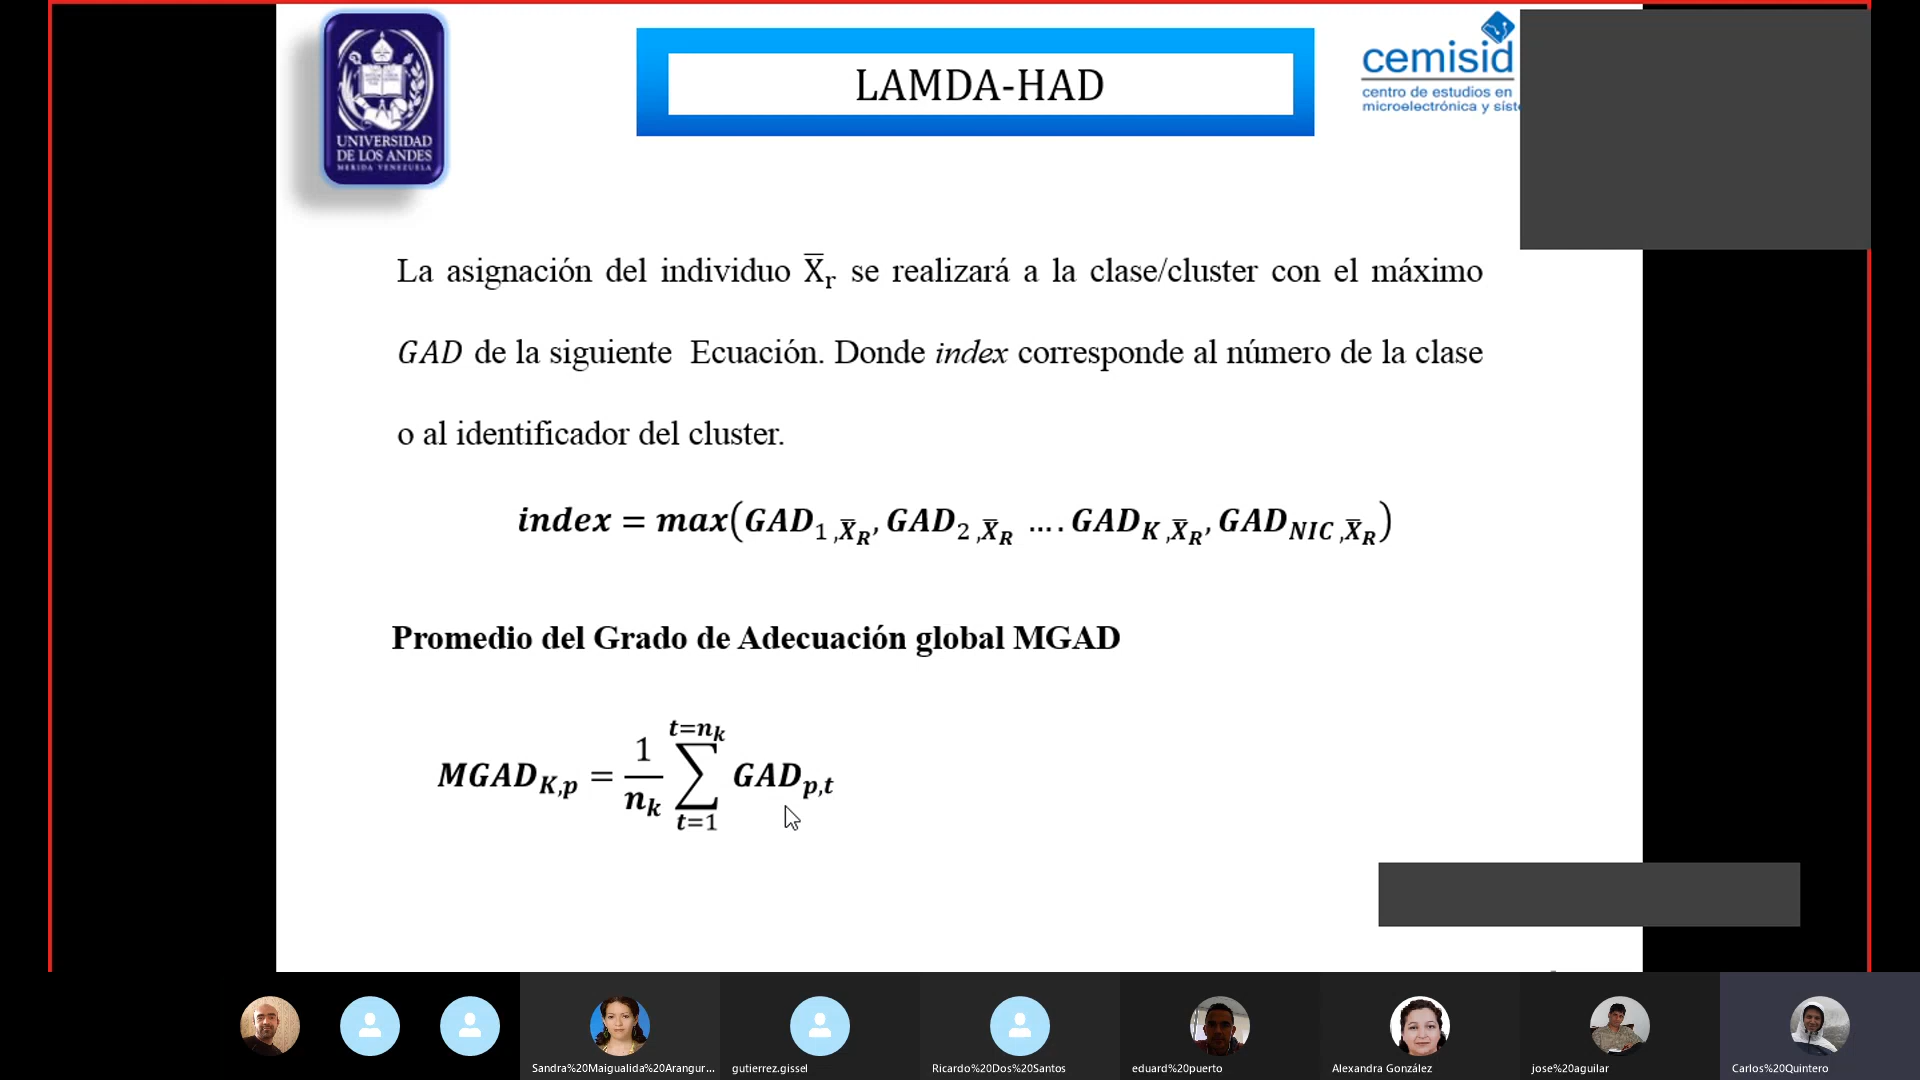 UNIVERSIDAD
DE LOS ANDES
MERIDA VENEZUELA
LAMDA-HAD
cemisid
centro de estudios en
microelectrónica y sist
La asignación del individuo X̅r se realizará a la clase/cluster con el máximo
GAD de la siguiente Ecuación. Donde index corresponde al número de la clase
o al identificador del cluster.
index = max(GAD1 ,X̅R, GAD2 ,X̅R .... GADK ,X̅R, GADNIC ,X̅R)
Promedio del Grado de Adecuación global MGAD
MGADK,p = 1/nk ∑ t=1 t=nk GADp,t
Sandra%20Maigualida%20Arangur...
gutierrez.gissel
Ricardo%20Dos%20Santos
eduard%20puerto
Alexandra González
jose%20aguilar
Carlos%20Quintero